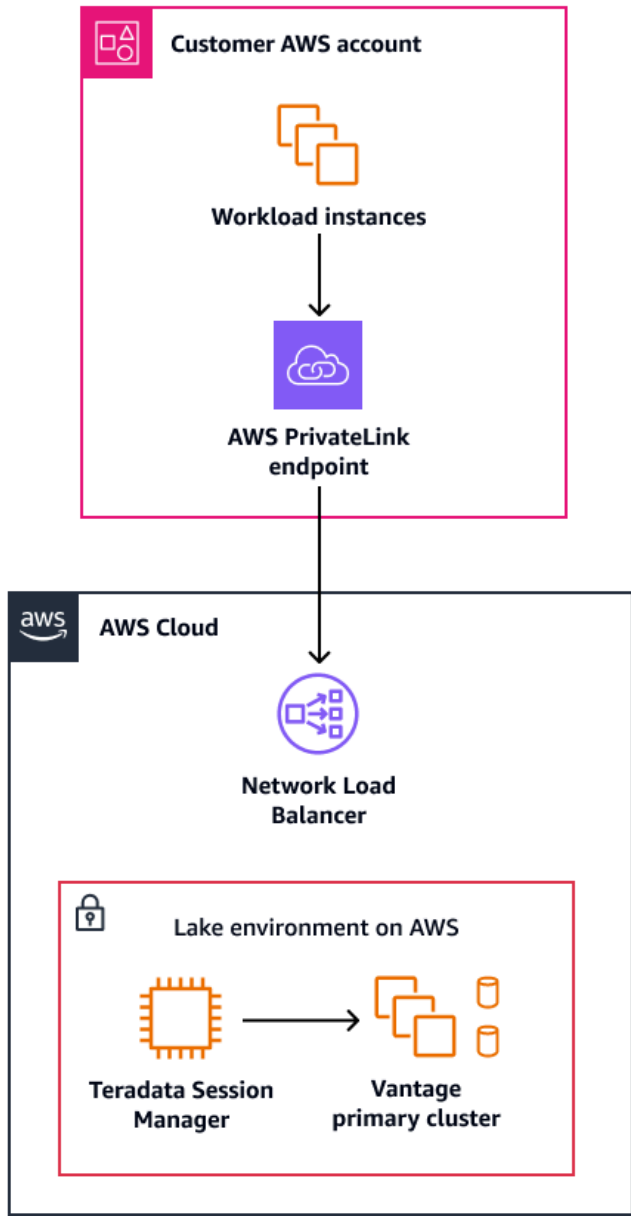 Customer AWS account
Workload instances
AWS PrivateLink
endpoint
aws
AWS Cloud
Network Load
Balancer
Lake environment on AWS
Teradata Session
Manager
Vantage
primary cluster